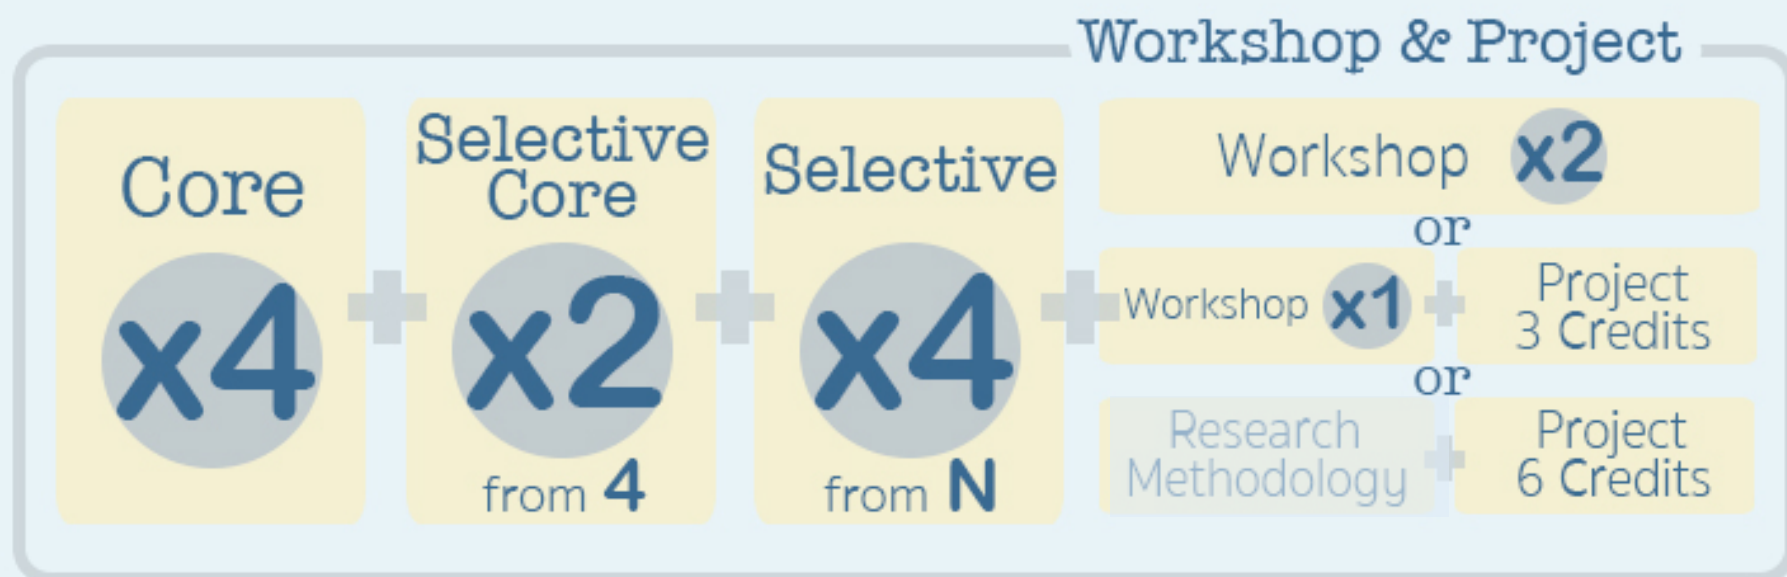 Workshop & Project
Core
x4
Selective
Core
x2
from 4
Selective
x4
from N
Workshop x2
or
Workshop x1
Project
3 Credits
or
Research
Methodology
Project
6 Credits